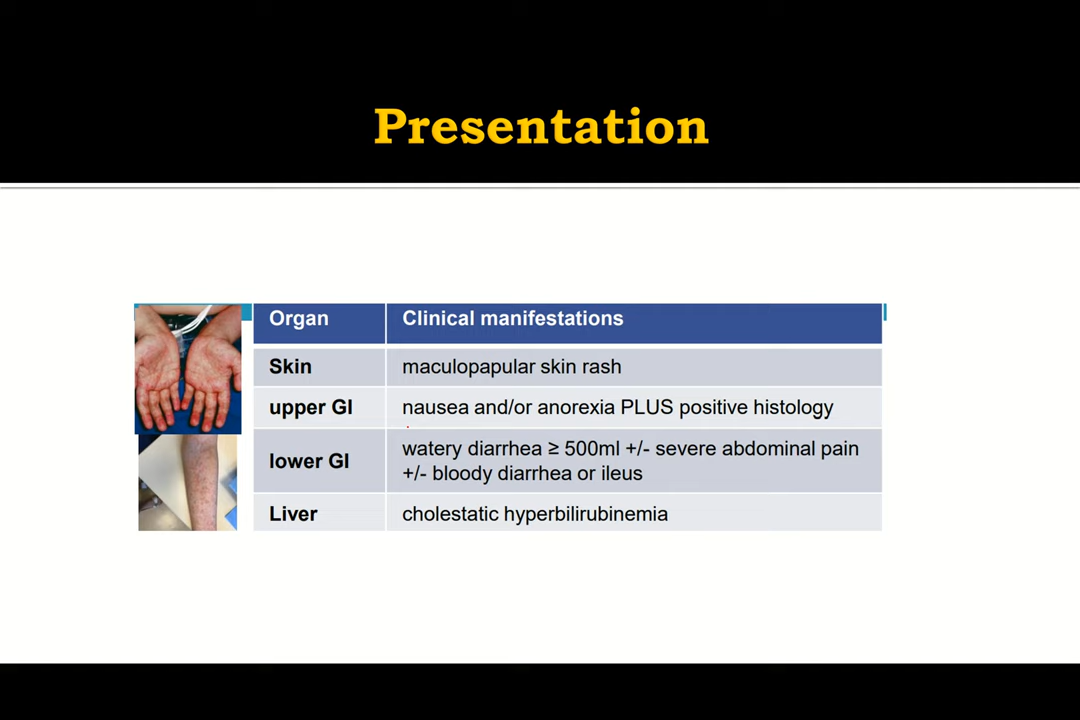 Presentation
Organ Clinical manifestations
Skin maculopapular skin rash
upper GI nausea and/or anorexia PLUS positive histology
lower GI watery diarrhea ≥ 500ml +/- severe abdominal pain
+/- bloody diarrhea or ileus
Liver cholestatic hyperbilirubinemia